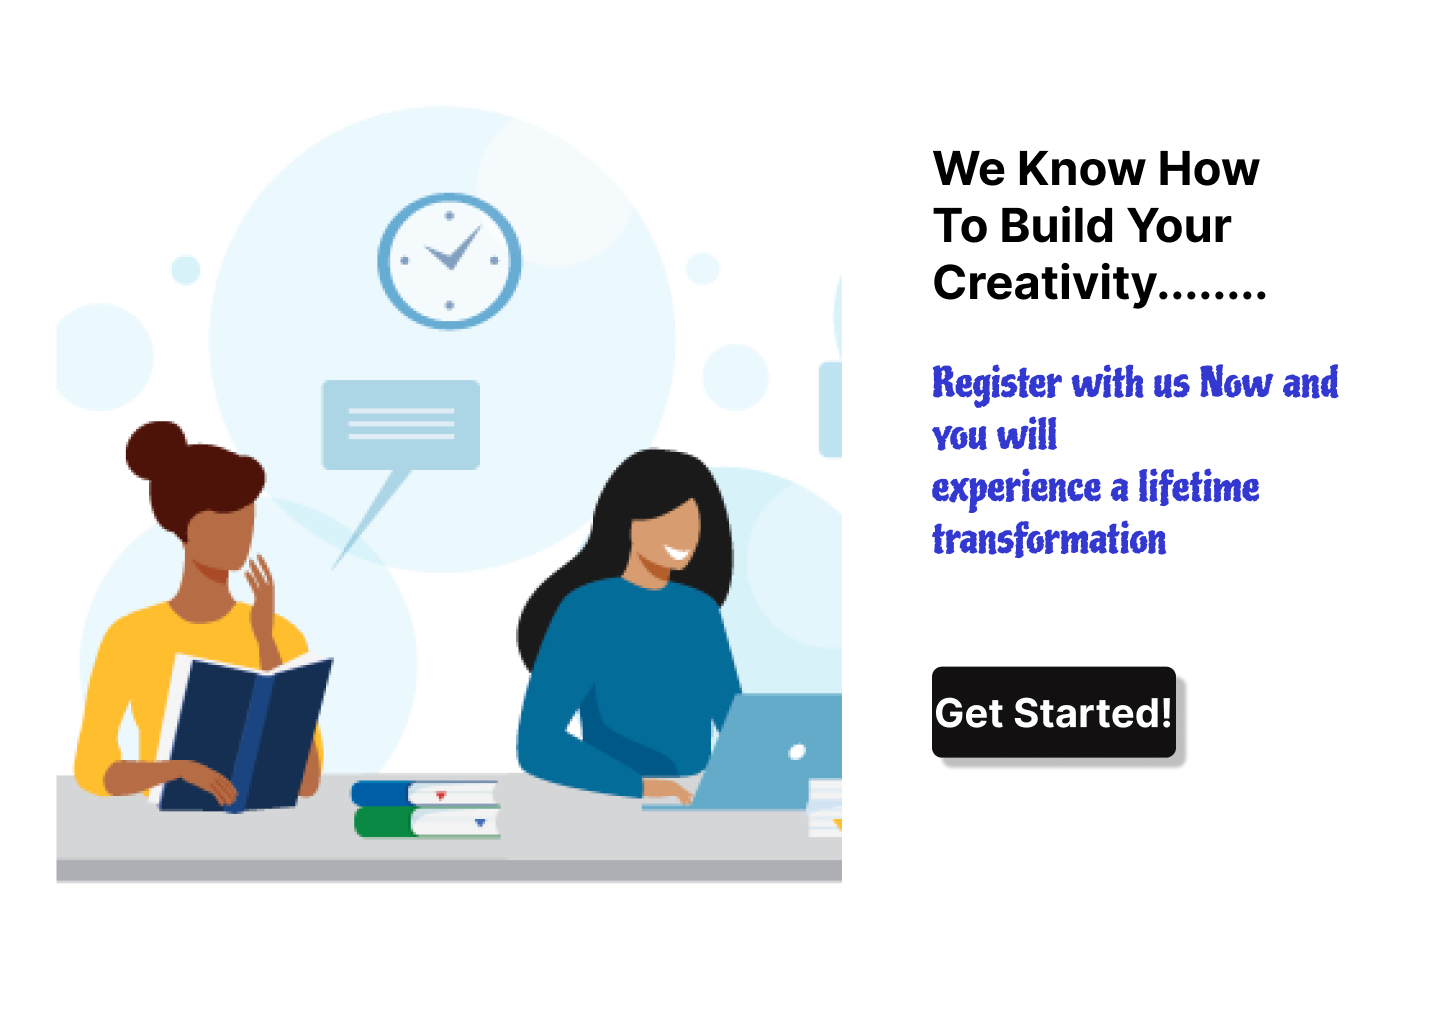 We Know How
To Build Your
Creativity........
Register with us Now and
you will
experience a lifetime
transformation
Get Started!